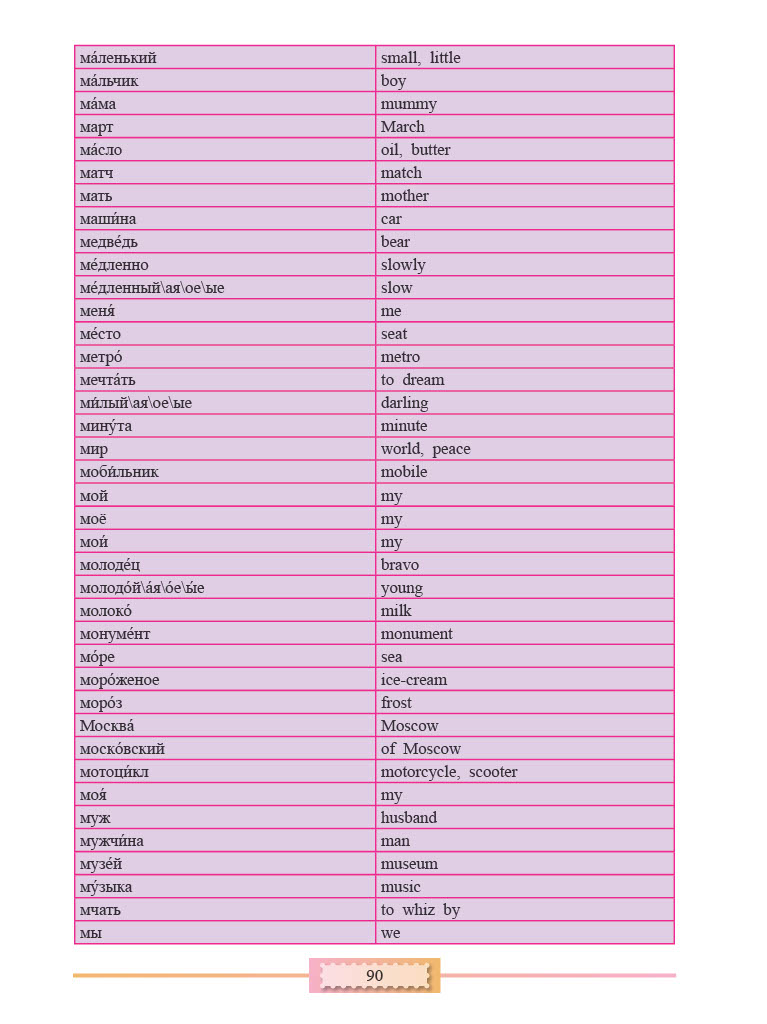 ма́ленький small, little
ма́льчик boy
ма́ма mummy
март March
ма́сло oil, butter
матч match
мать mother
маши́на car
медве́дь bear
ме́дленно slowly
ме́дленный\ая\ое\ые slow
меня́ me
ме́сто seat
метро́ metro
мечта́ть to dream
ми́лый\ая\ое\ые darling
мину́та minute
мир world, peace
моби́льник mobile
мой my
моё my
мои́ my
молоде́ц bravo
молодо́й\а́я\о́е\ы́е young
молоко́ milk
монуме́нт monument
мо́ре sea
моро́женое ice-cream
моро́з frost
Москва́ Moscow
моско́вский of Moscow
мотоци́кл motorcycle, scooter
моя́ my
муж husband
мужчи́на man
музе́й museum
му́зыка music
мчать to whiz by
мы we
90